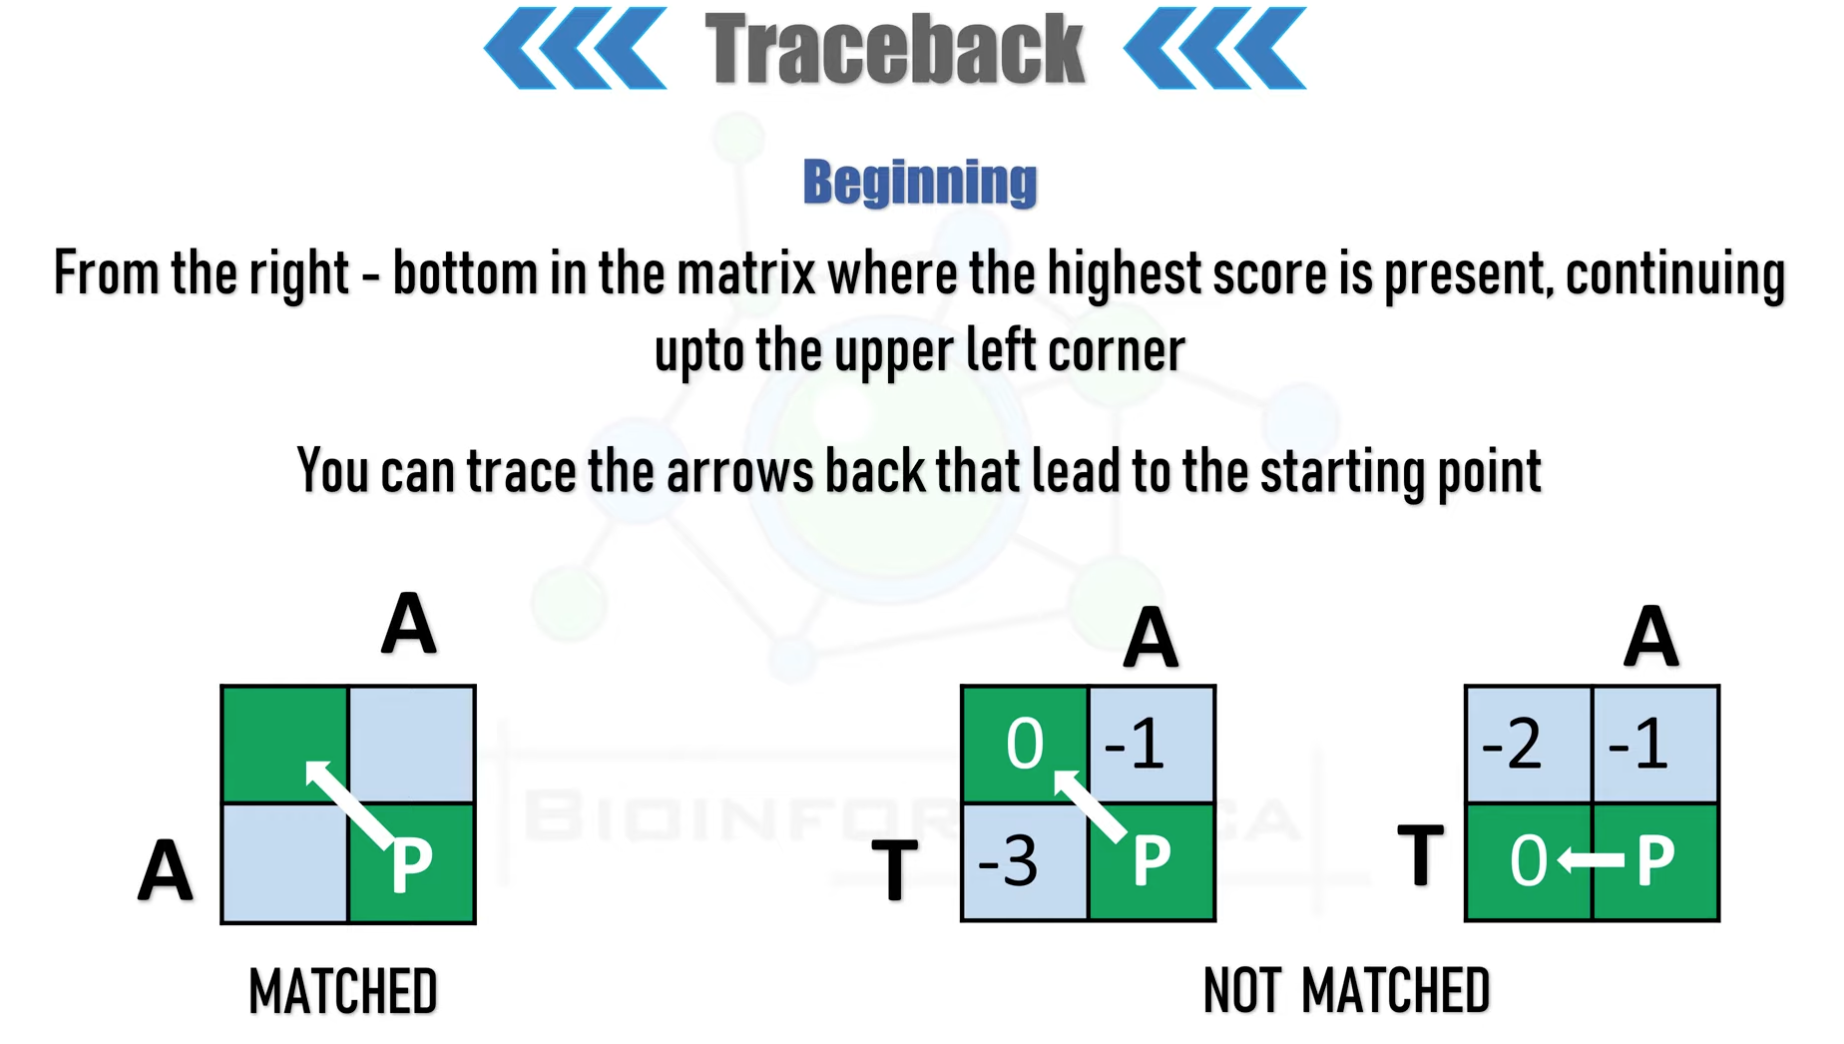 Traceback
Beginning
From the right - bottom in the matrix where the highest score is present, continuing
upto the upper left corner
You can trace the arrows back that lead to the starting point
A
A
P
MATCHED
A
0 -1
T -3 P
A
-2 -1
T 0 P
NOT MATCHED